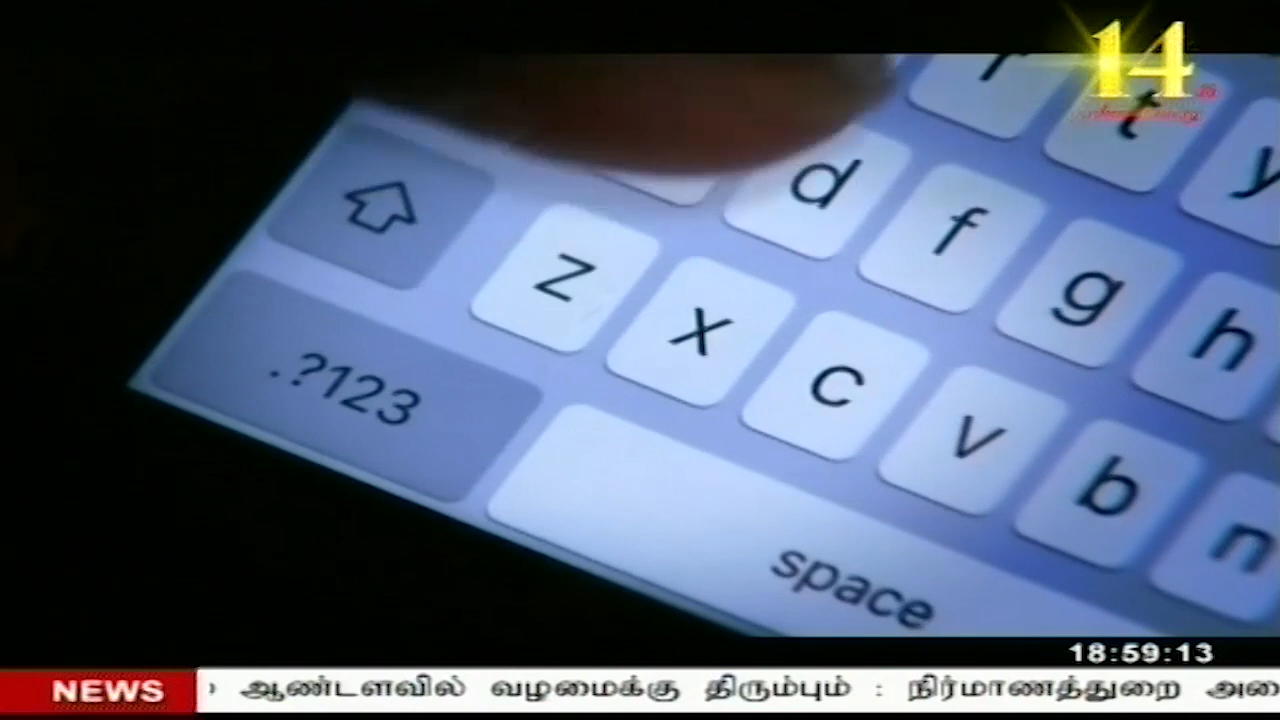 14
r t y
d f g h
z x c v b n
.?123 space
18:59:13
NEWS ஆண்டளவில் வழமைக்கு திரும்பும் : நிர்மாணத்துறை